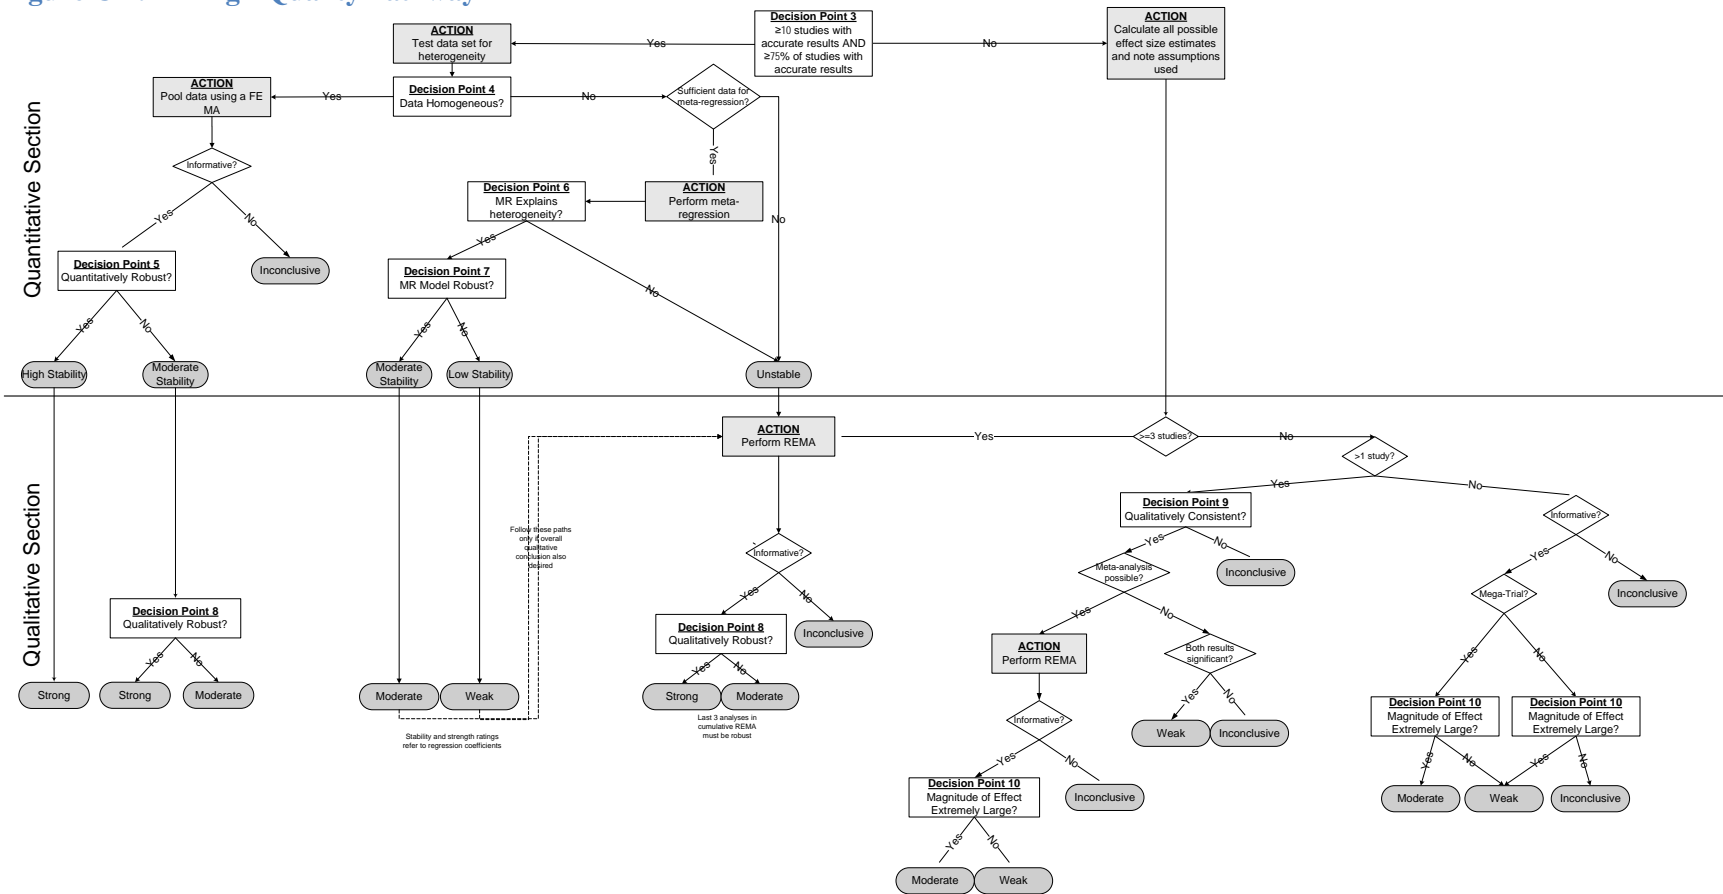 Decision Point 3
≥10 studies with
accurate results AND
≥75% of studies with
accurate results
Yes
No
ACTION
Test data set for
heterogeneity
ACTION
Calculate all possible
effect size estimates
and note assumptions
used
Decision Point 4
Data Homogeneous?
Yes
No
ACTION
Pool data using a FE
MA
Sufficient data for
meta-regression?
Yes
No
Informative?
Yes
No
Inconclusive
ACTION
Perform meta-
regression
Decision Point 6
MR Explains
heterogeneity?
Yes
No
Decision Point 5
Quantitatively Robust?
Yes
No
Decision Point 7
MR Model Robust?
Yes
No
Quantitative Section
High Stability
Moderate
Stability
Moderate
Stability
Low Stability
Unstable
Qualitative Section
ACTION
Perform REMA
Yes
>=3 studies?
No
>1 study?
Yes
No
Follow these paths
only if overall
qualitative
conclusion also
desired
Decision Point 9
Qualitatively Consistent?
Yes
No
Inconclusive
Informative?
Yes
No
Inconclusive
`
Informative?
Yes
No
Inconclusive
Meta-analysis
possible?
Yes
No
Mega-Trial?
Yes
No
Decision Point 8
Qualitatively Robust?
Yes
No
Strong
Strong
Moderate
Moderate
Weak
Stability and strength ratings
refer to regression coefficients
Decision Point 8
Qualitatively Robust?
Yes
No
Strong
Moderate
Last 3 analyses in
cumulative REMA
must be robust
ACTION
Perform REMA
Both results
significant?
Yes
No
Weak
Inconclusive
Informative?
Yes
No
Inconclusive
Decision Point 10
Magnitude of Effect
Extremely Large?
Yes
No
Moderate
Weak
Decision Point 10
Magnitude of Effect
Extremely Large?
Yes
No
Decision Point 10
Magnitude of Effect
Extremely Large?
Yes
No
Moderate
Weak
Inconclusive